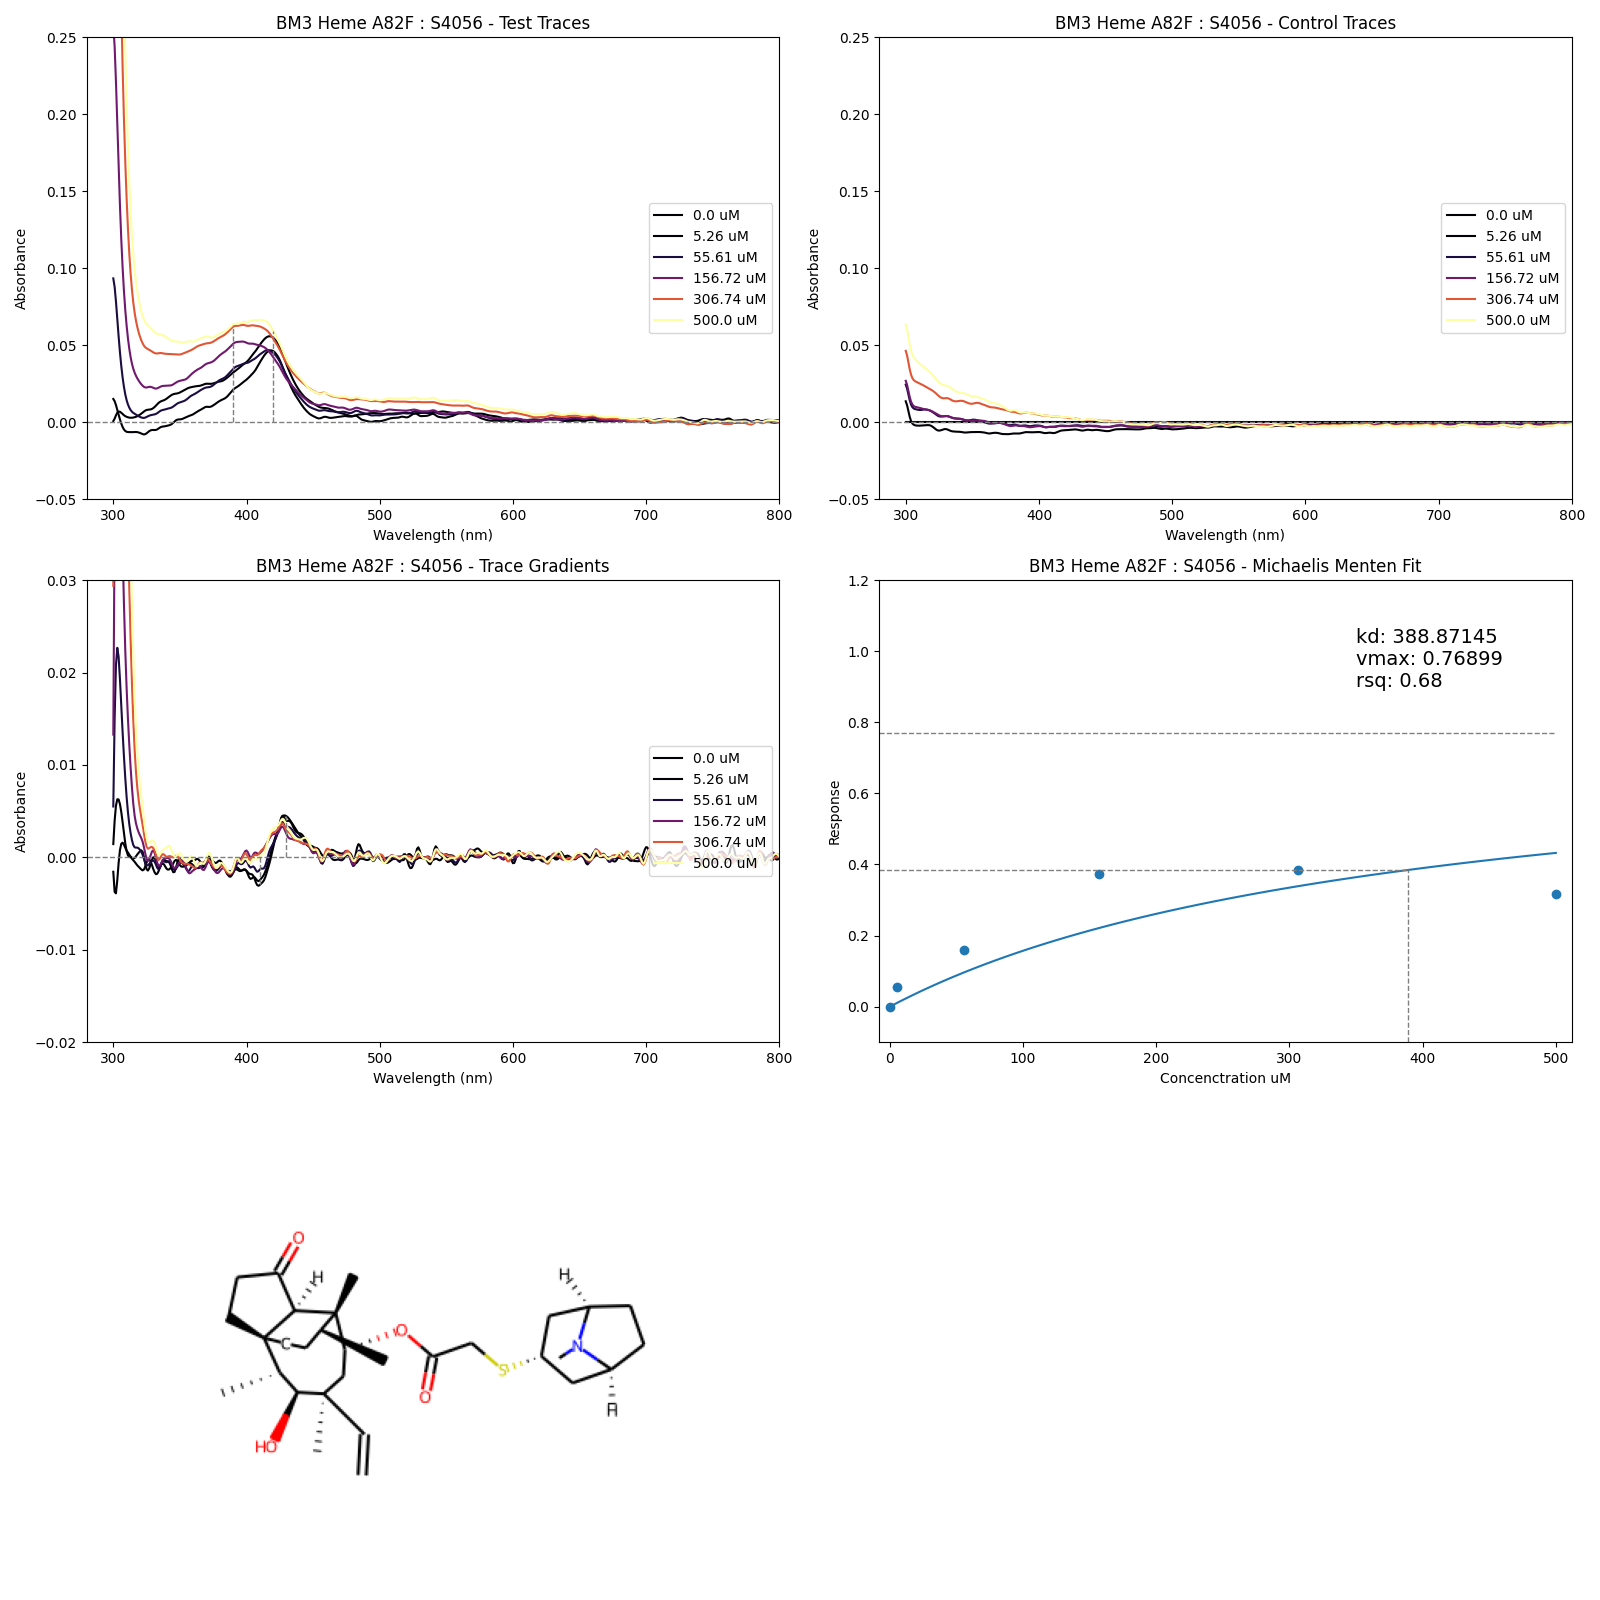 BM3 Heme A82F : S4056 - Test Traces
Absorbance
0.25
0.20
0.15
0.10
0.05
0.00
−0.05
300 400 500 600 700 800
Wavelength (nm)
0.0 uM
5.26 uM
55.61 uM
156.72 uM
306.74 uM
500.0 uM
BM3 Heme A82F : S4056 - Control Traces
Absorbance
0.25
0.20
0.15
0.10
0.05
0.00
−0.05
300 400 500 600 700 800
Wavelength (nm)
0.0 uM
5.26 uM
55.61 uM
156.72 uM
306.74 uM
500.0 uM
BM3 Heme A82F : S4056 - Trace Gradients
Absorbance
0.03
0.02
0.01
0.00
−0.01
−0.02
300 400 500 600 700 800
Wavelength (nm)
0.0 uM
5.26 uM
55.61 uM
156.72 uM
306.74 uM
500.0 uM
BM3 Heme A82F : S4056 - Michaelis Menten Fit
Response
1.2
1.0
0.8
0.6
0.4
0.2
0.0
0 100 200 300 400 500
Concenctration uM
kd: 388.87145
vmax: 0.76899
rsq: 0.68
O
H
C
O
O
S
N
H
H
HO